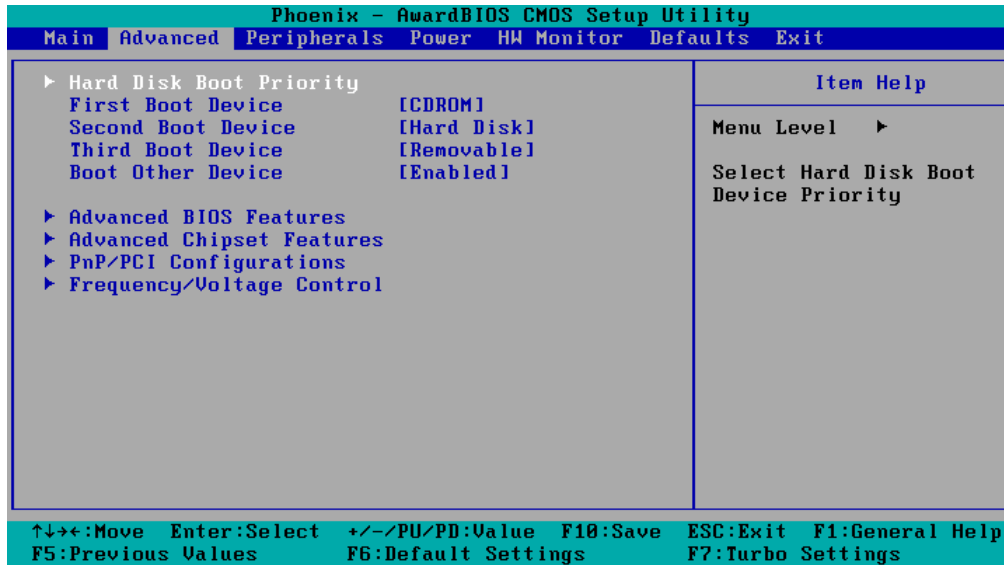 Phoenix - AwardBIOS CMOS Setup Utility
Main Advanced Peripherals Power HW Monitor Defaults Exit
▶ Hard Disk Boot Priority
First Boot Device [CDROM]
Second Boot Device [Hard Disk]
Third Boot Device [Removable]
Boot Other Device [Enabled]
▶ Advanced BIOS Features
▶ Advanced Chipset Features
▶ PnP/PCI Configurations
▶ Frequency/Voltage Control
Item Help
Menu Level ▶
Select Hard Disk Boot
Device Priority
↑↓→←:Move Enter:Select +/-/PU/PD:Value F10:Save ESC:Exit F1:General Help
F5:Previous Values F6:Default Settings F7:Turbo Settings